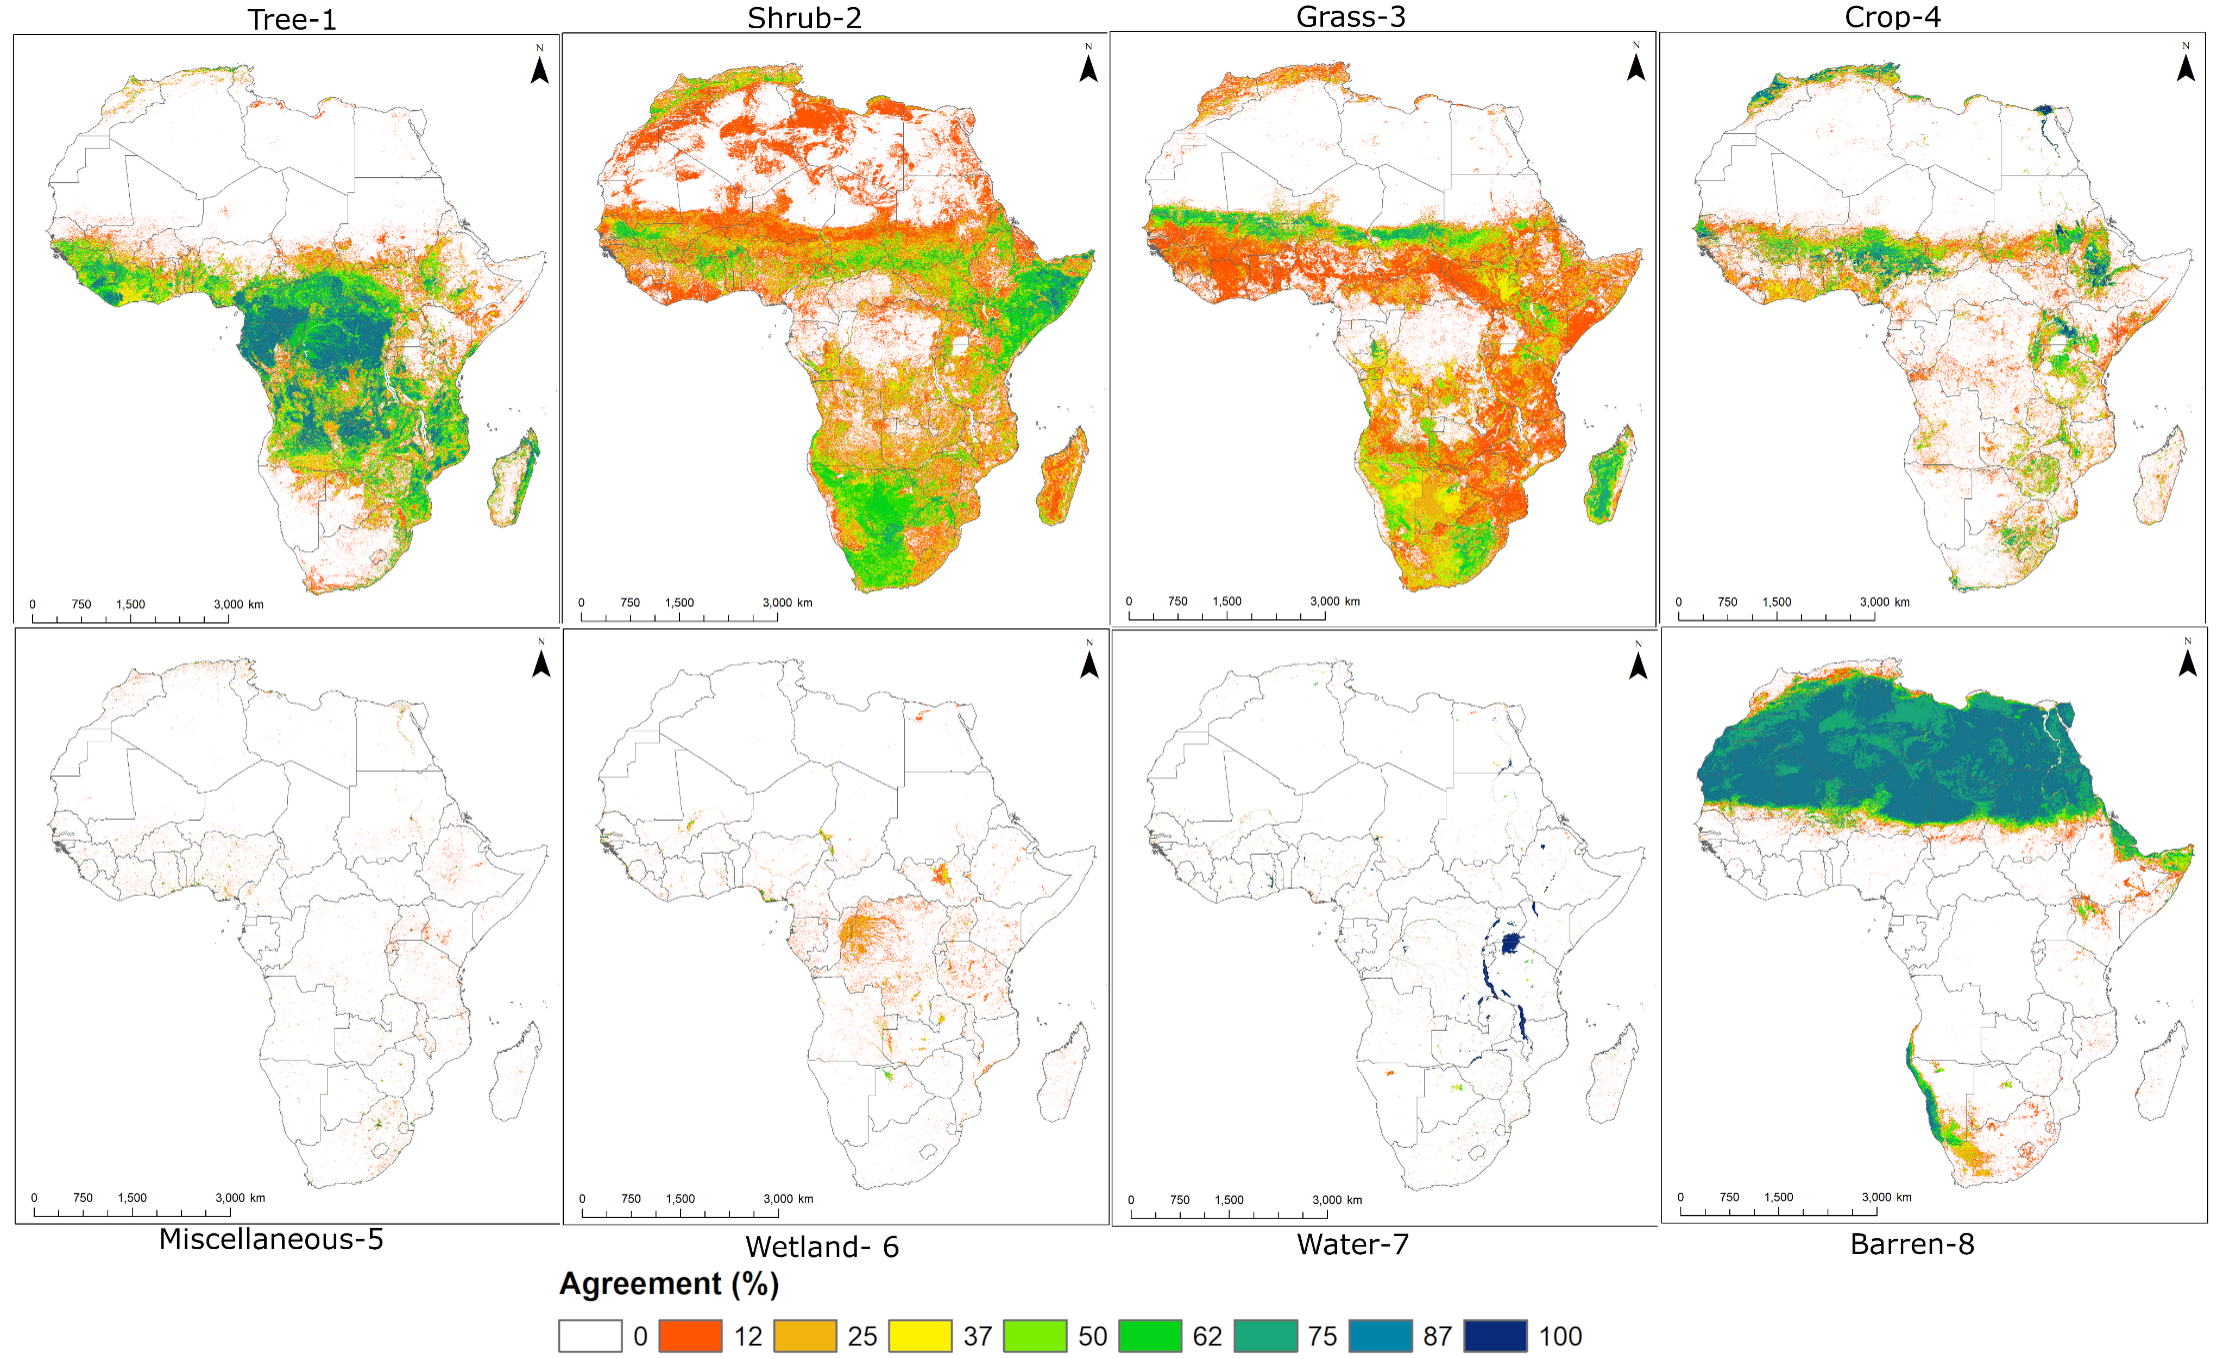 Tree-1 Shrub-2 Grass-3 Crop-4
N N N N
0 750 1,500 3,000 km 0 750 1,500 3,000 km 0 750 1,500 3,000 km 0 750 1,500 3,000 km
N N N N
0 750 1,500 3,000 km 0 750 1,500 3,000 km 0 750 1,500 3,000 km 0 750 1,500 3,000 km
Miscellaneous-5 Wetland- 6 Water-7 Barren-8
Agreement (%)
0 12 25 37 50 62 75 87 100